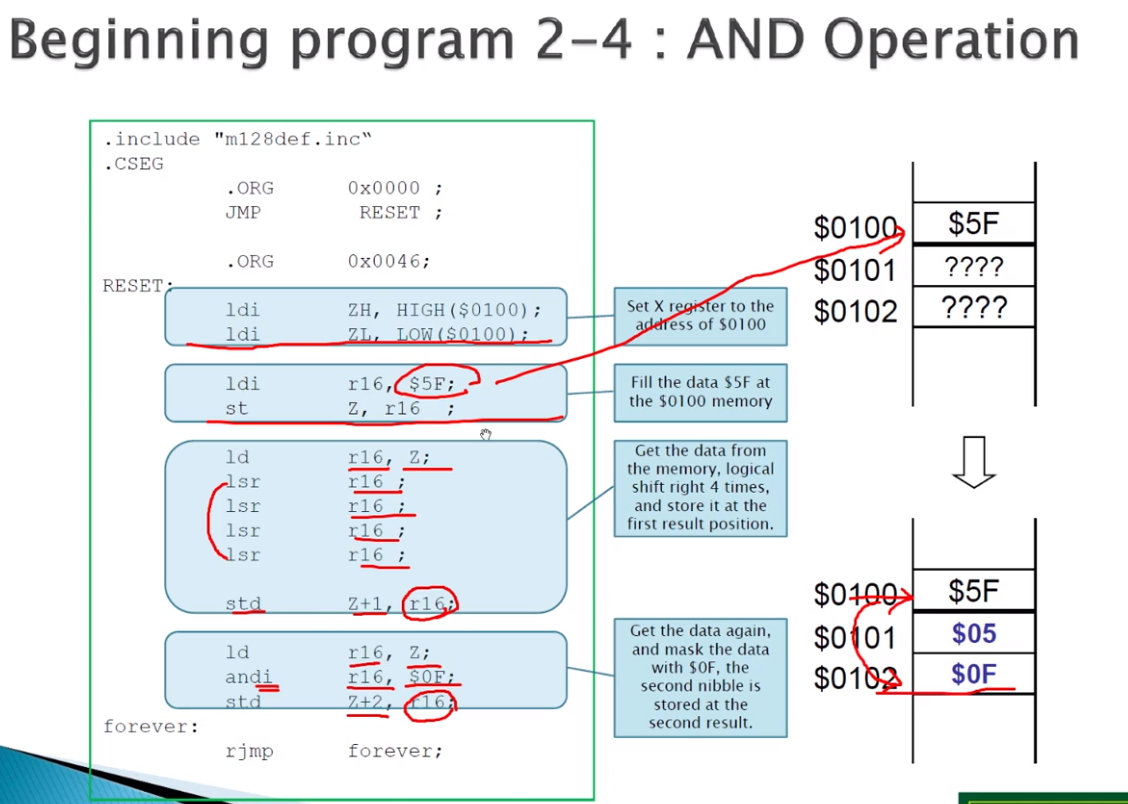 Beginning program 2-4 : AND Operation
.include "m128def.inc“
.CSEG
.ORG 0x0000 ;
JMP RESET ;
.ORG 0x0046;
RESET:
ldi ZH, HIGH($0100);
ldi ZL, LOW($0100);
ldi r16, $5F;
st Z, r16 ;
ld r16, Z;
lsr r16 ;
lsr r16 ;
lsr r16 ;
lsr r16 ;
std Z+1, r16;
ld r16, Z;
andi r16, $0F;
std Z+2, r16;
forever:
rjmp forever;
Set X register to the
address of $0100
Fill the data $5F at
the $0100 memory
Get the data from
the memory, logical
shift right 4 times,
and store it at the
first result position.
Get the data again,
and mask the data
with $0F, the
second nibble is
stored at the
second result.
$0100 $5F
$0101 ????
$0102 ????
$0100 $5F
$0101 $05
$0102 $0F